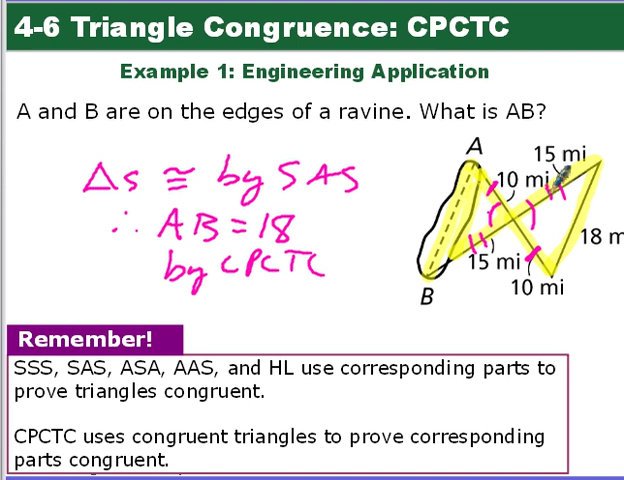 4-6 Triangle Congruence: CPCTC
Example 1: Engineering Application
A and B are on the edges of a ravine. What is AB?
A
15 mi
10 mi
△s ≅ by SAS
∴ AB = 18
by CPCTC
18 m
15 mi
10 mi
B
Remember!
SSS, SAS, ASA, AAS, and HL use corresponding parts to
prove triangles congruent.
CPCTC uses congruent triangles to prove corresponding
parts congruent.